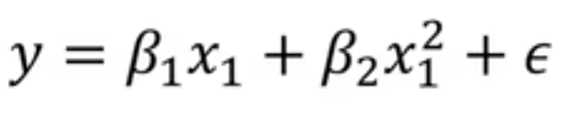 y = β₁x₁ + β₂x₁² + ϵ